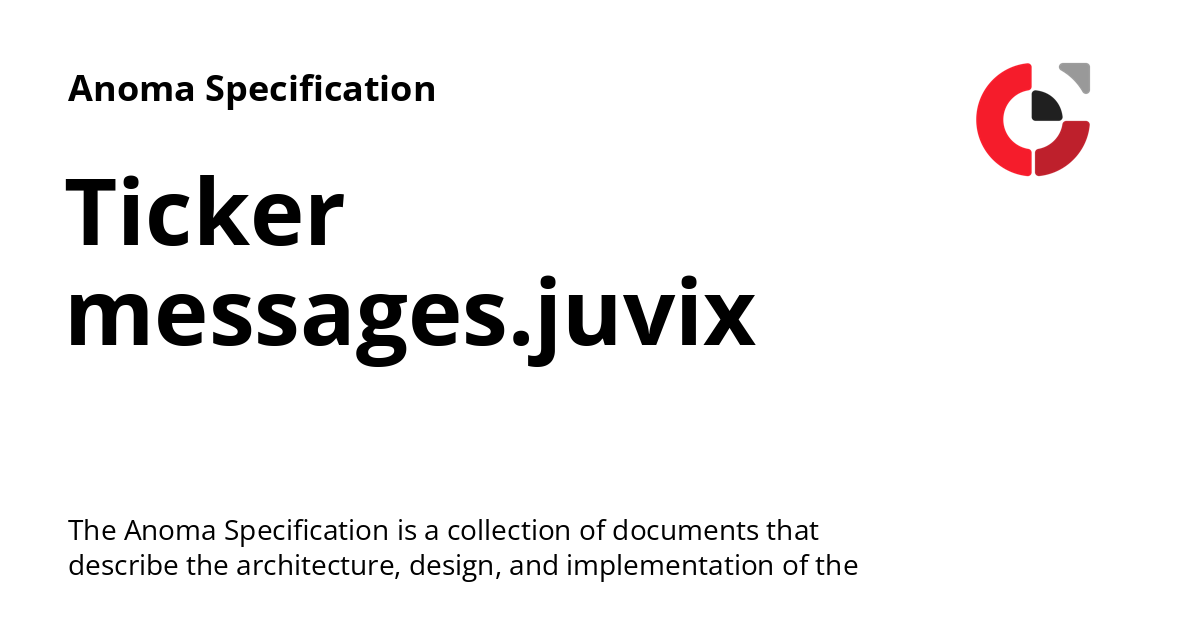 Anoma Specification
Ticker
messages.juvix
The Anoma Specification is a collection of documents that
describe the architecture, design, and implementation of the